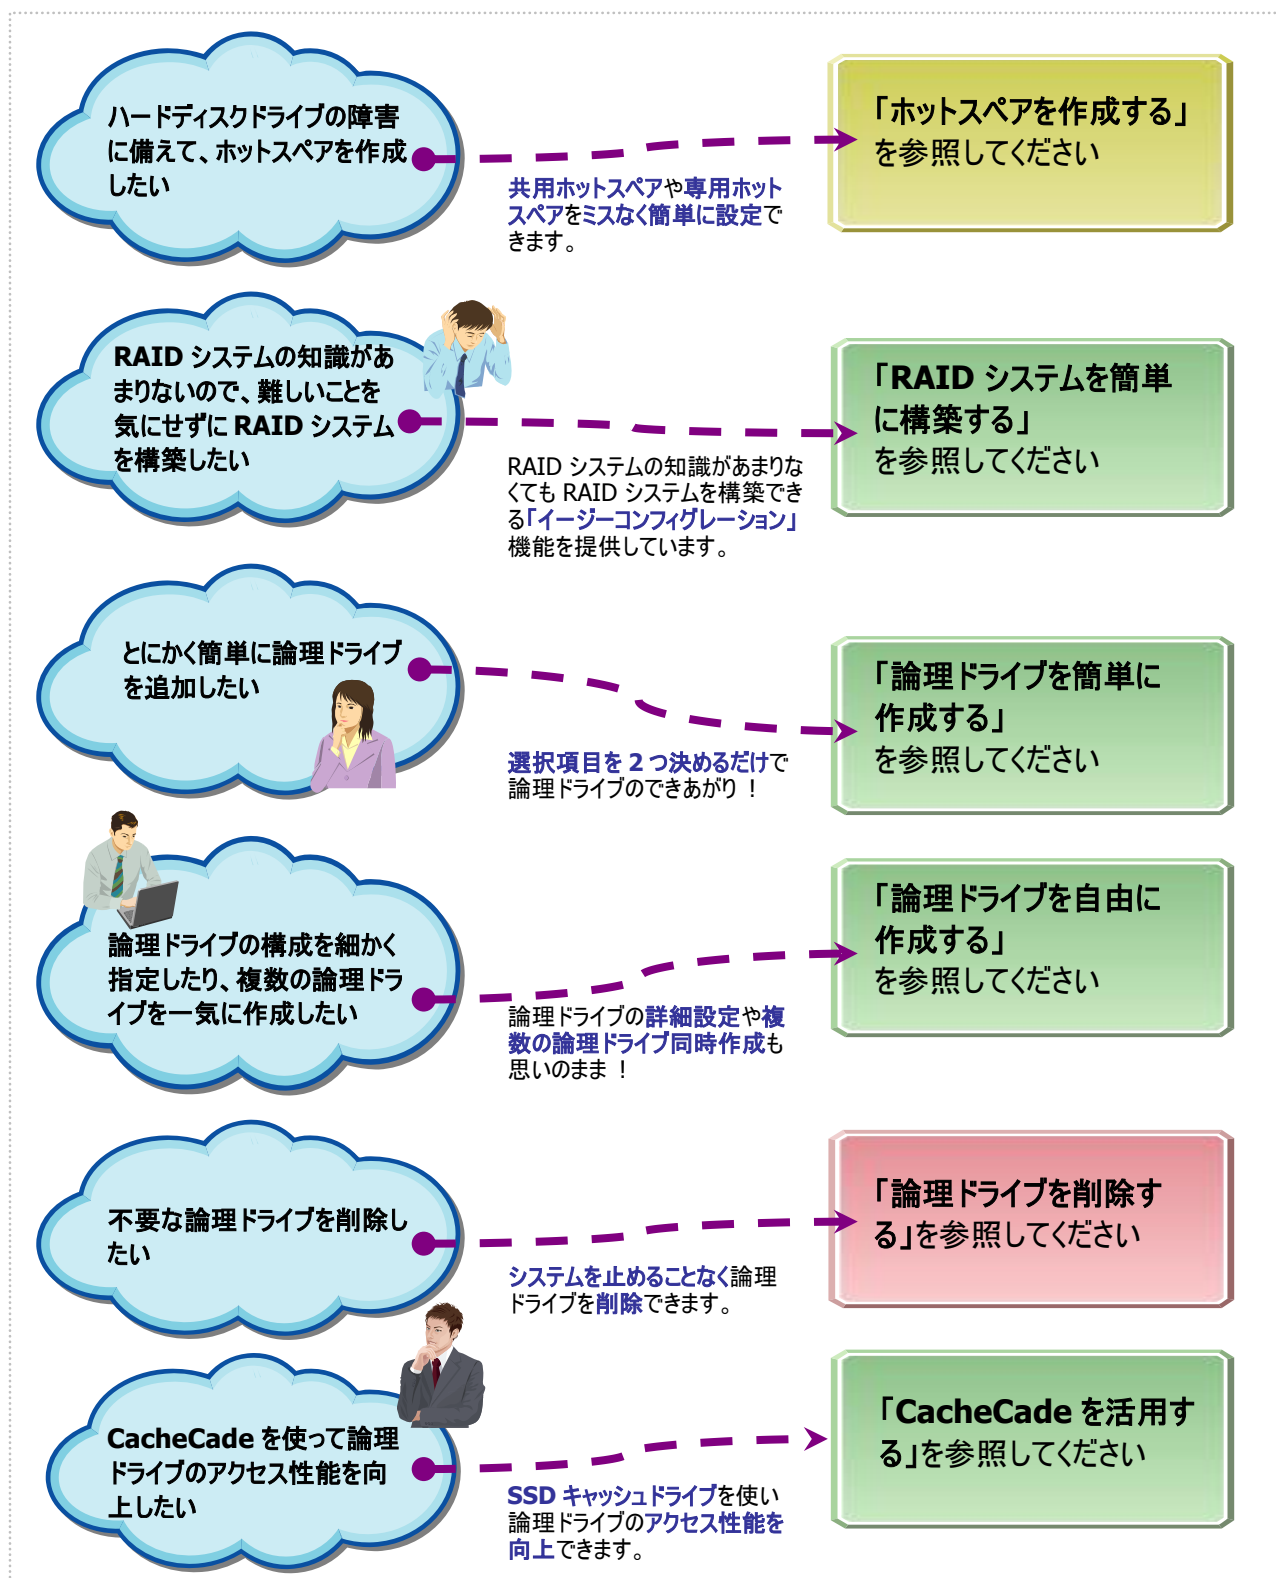 ハードディスクドライブの障害
に備えて、ホットスペアを作成
したい
「ホットスペアを作成する」
を参照してください
共用ホットスペアや専用ホット
スペアをミスなく簡単に設定で
きます。
RAID システムの知識があ
まりないので、難しいことを
気にせずに RAID システム
を構築したい
「RAID システムを簡単
に構築する」
を参照してください
RAID システムの知識があまりな
くても RAID システムを構築でき
る「イージーコンフィグレーション」
機能を提供しています。
とにかく簡単に論理ドライブ
を追加したい
「論理ドライブを簡単に
作成する」
を参照してください
選択項目を 2 つ決めるだけで
論理ドライブのできあがり！
論理ドライブの構成を細かく
指定したり、複数の論理ドラ
イブを一気に作成したい
「論理ドライブを自由に
作成する」
を参照してください
論理ドライブの詳細設定や複
数の論理ドライブ同時作成も
思いのまま！
不要な論理ドライブを削除し
たい
「論理ドライブを削除す
る」を参照してください
システムを止めることなく論理
ドライブを削除できます。
CacheCade を使って論理
ドライブのアクセス性能を向
上したい
「CacheCade を活用す
る」を参照してください
SSD キャッシュドライブを使い
論理ドライブのアクセス性能を
向上できます。